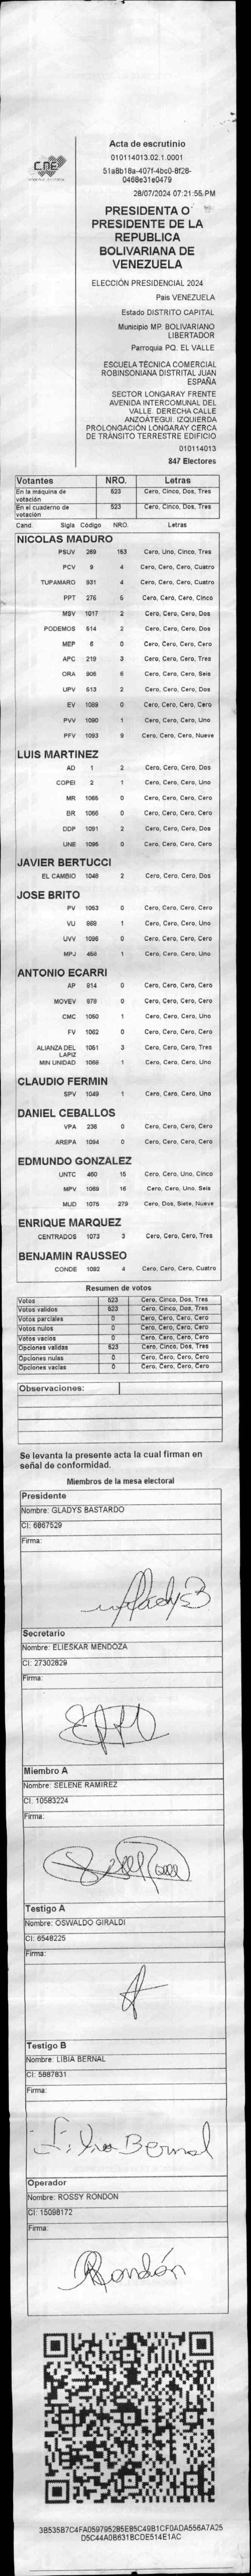 CNE
Acta de escrutinio
010114013.02.1.0001
51a8b18a-407f-4bc0-8f28-
0468e31e0479
28/07/2024 07:21:55 PM
PRESIDENTA O
PRESIDENTE DE LA
REPUBLICA
BOLIVARIANA DE
VENEZUELA
ELECCIÓN PRESIDENCIAL 2024
Pais VENEZUELA
Estado DISTRITO CAPITAL
Municipio MP. BOLIVARIANO
LIBERTADOR
Parroquia PQ. EL VALLE
ESCUELA TÉCNICA COMERCIAL
ROBINSONIANA DISTRITAL JUAN
ESPAÑA
SECTOR LONGARAY FRENTE
AVENIDA INTERCOMUNAL DEL
VALLE. DERECHA CALLE
ANZOÁTEGUI. IZQUIERDA
PROLONGACIÓN LONGARAY CERCA
DE TRÁNSITO TERRESTRE EDIFICIO
010114013
847 Electores
Votantes NRO. Letras
En la máquina de votación 523 Cero, Cinco, Dos, Tres
En el cuaderno de votación 523 Cero, Cinco, Dos, Tres
Cand. Sigla Código NRO. Letras
NICOLAS MADURO
PSUV 269 153 Cero, Uno, Cinco, Tres
PCV 9 4 Cero, Cero, Cero, Cuatro
TUPAMARO 931 4 Cero, Cero, Cero, Cuatro
PPT 276 5 Cero, Cero, Cero, Cinco
MSV 1017 2 Cero, Cero, Cero, Dos
PODEMOS 514 2 Cero, Cero, Cero, Dos
MEP 6 0 Cero, Cero, Cero, Cero
APC 219 3 Cero, Cero, Cero, Tres
ORA 906 6 Cero, Cero, Cero, Seis
UPV 513 2 Cero, Cero, Cero, Dos
EV 1089 0 Cero, Cero, Cero, Cero
PVV 1090 1 Cero, Cero, Cero, Uno
PFV 1093 9 Cero, Cero, Cero, Nueve
LUIS MARTINEZ
AD 1 2 Cero, Cero, Cero, Dos
COPEI 2 1 Cero, Cero, Cero, Uno
MR 1065 0 Cero, Cero, Cero, Cero
BR 1066 0 Cero, Cero, Cero, Cero
DDP 1091 2 Cero, Cero, Cero, Dos
UNE 1095 0 Cero, Cero, Cero, Cero
JAVIER BERTUCCI
EL CAMBIO 1048 2 Cero, Cero, Cero, Dos
JOSE BRITO
PV 1053 0 Cero, Cero, Cero, Cero
VU 989 1 Cero, Cero, Cero, Uno
UVV 1096 0 Cero, Cero, Cero, Cero
MPJ 458 1 Cero, Cero, Cero, Uno
ANTONIO ECARRI
AP 914 0 Cero, Cero, Cero, Cero
MOVEV 978 0 Cero, Cero, Cero, Cero
CMC 1050 1 Cero, Cero, Cero, Uno
FV 1062 0 Cero, Cero, Cero, Cero
ALIANZA DEL LAPIZ 1051 3 Cero, Cero, Cero, Tres
MIN UNIDAD 1068 1 Cero, Cero, Cero, Uno
CLAUDIO FERMIN
SPV 1049 1 Cero, Cero, Cero, Uno
DANIEL CEBALLOS
VPA 236 0 Cero, Cero, Cero, Cero
AREPA 1094 0 Cero, Cero, Cero, Cero
EDMUNDO GONZALEZ
UNTC 460 15 Cero, Cero, Uno, Cinco
MPV 1069 16 Cero, Cero, Uno, Seis
MUD 1075 279 Cero, Dos, Siete, Nueve
ENRIQUE MARQUEZ
CENTRADOS 1073 3 Cero, Cero, Cero, Tres
BENJAMIN RAUSSEO
CONDE 1092 4 Cero, Cero, Cero, Cuatro
Resumen de votos
Votos 523 Cero, Cinco, Dos, Tres
Votos validos 523 Cero, Cinco, Dos, Tres
Votos parciales 0 Cero, Cero, Cero, Cero
Votos nulos 0 Cero, Cero, Cero, Cero
Votos vacios 0 Cero, Cero, Cero, Cero
Opciones validas 523 Cero, Cinco, Dos, Tres
Opciones nulas 0 Cero, Cero, Cero, Cero
Opciones vacias 0 Cero, Cero, Cero, Cero
Observaciones:
Se levanta la presente acta la cual firman en
señal de conformidad.
Miembros de la mesa electoral
Presidente
Nombre: GLADYS BASTARDO
CI: 6867529
Firma:
Secretario
Nombre: ELIESKAR MENDOZA
CI: 27302829
Firma:
Miembro A
Nombre: SELENE RAMIREZ
CI: 10583224
Firma:
Testigo A
Nombre: OSWALDO GIRALDI
CI: 6548225
Firma:
Testigo B
Nombre: LIBIA BERNAL
CI: 5887831
Firma:
Libia Bernal
Operador
Nombre: ROSSY RONDON
CI: 15098172
Firma:
Rondón
3B535B7C4FA059795285E85C49B1CF0ADA556A7A25
D5C44A0B631BCDE514E1AC